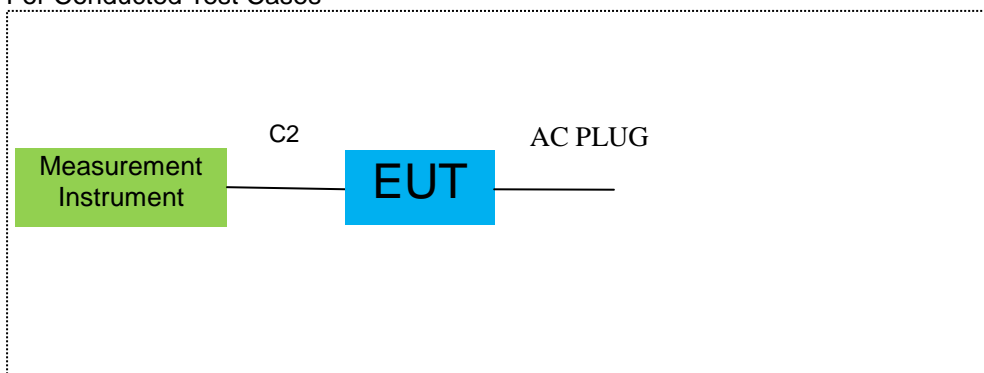 For Conducted Test Cases
C2
AC PLUG
Measurement
Instrument
EUT